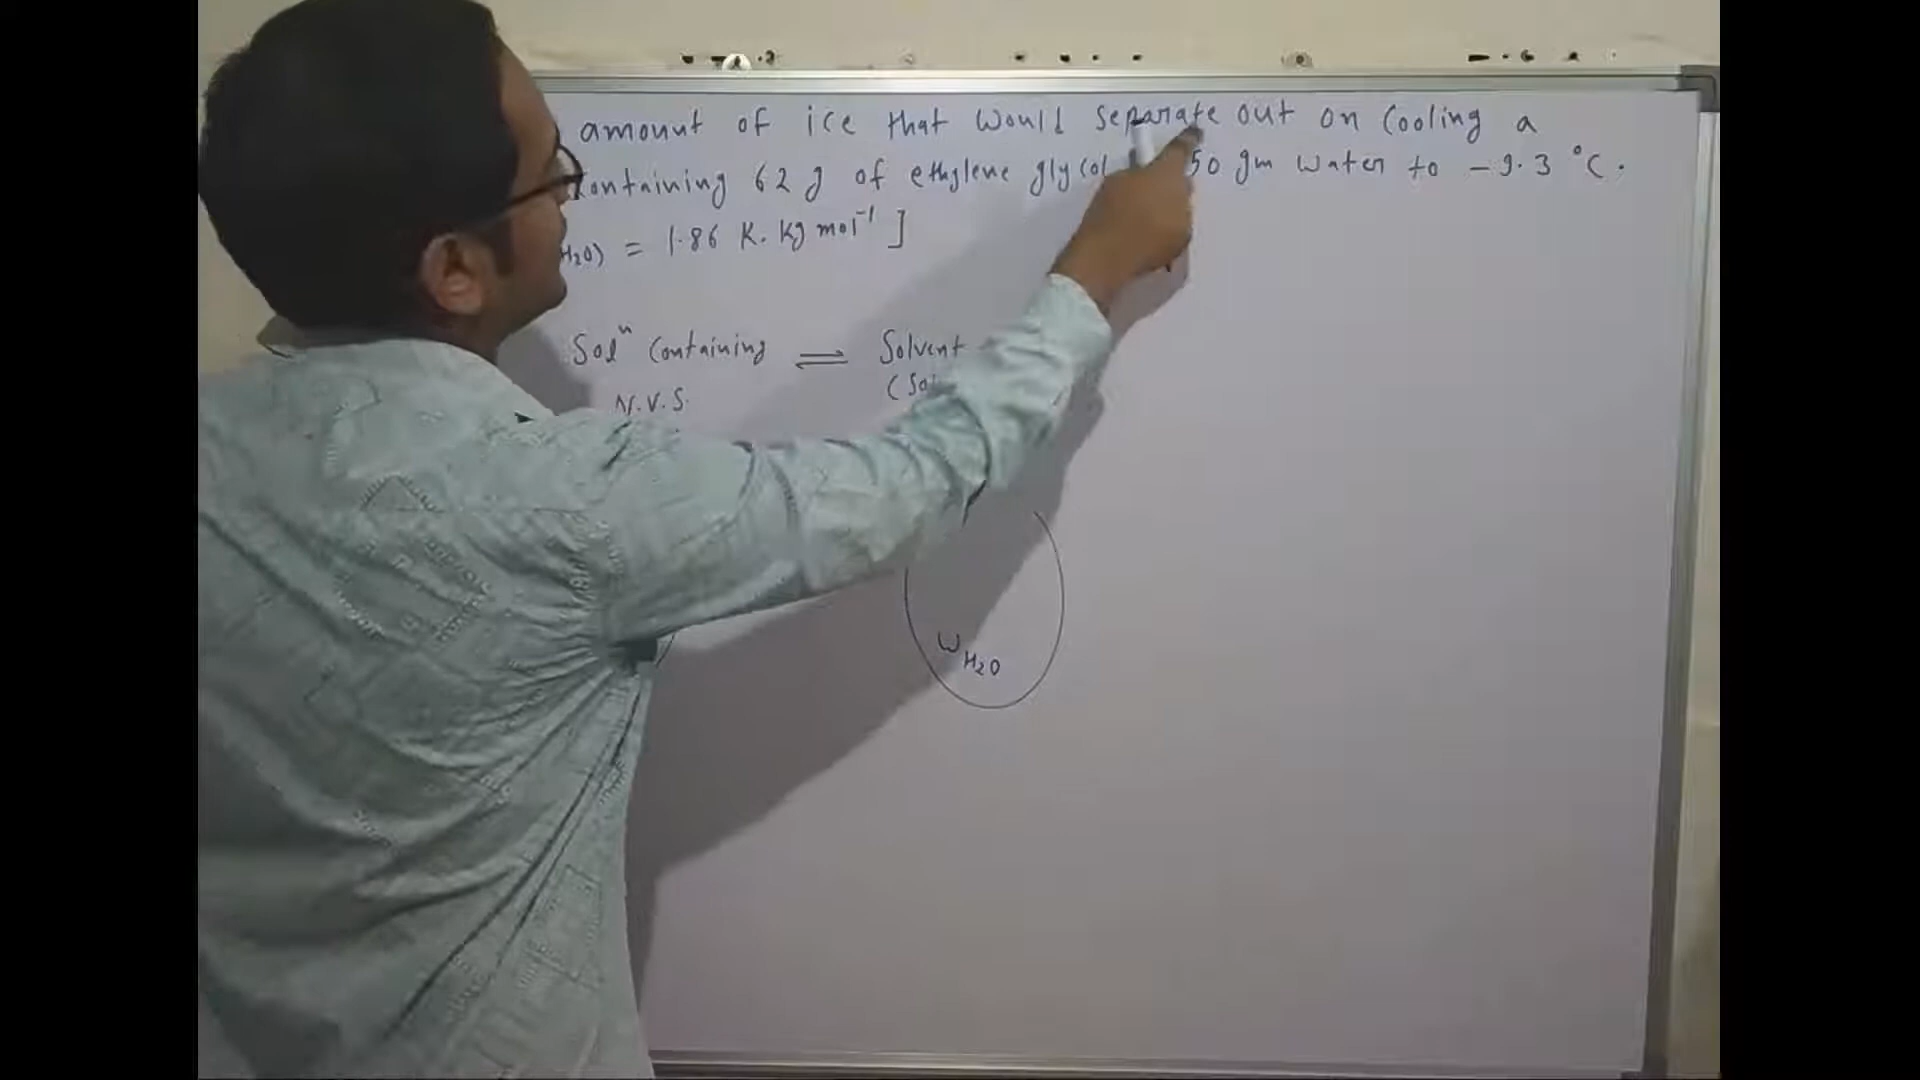 amount of ice that would separate out on cooling a
containing 62 g of ethylene glycol 50 gm water to -9.3 °C.
H₂O) = 1.86 K. kg mol⁻¹ ]
Solⁿ containing ⇌ Solvent
N.V.S.
W H₂O